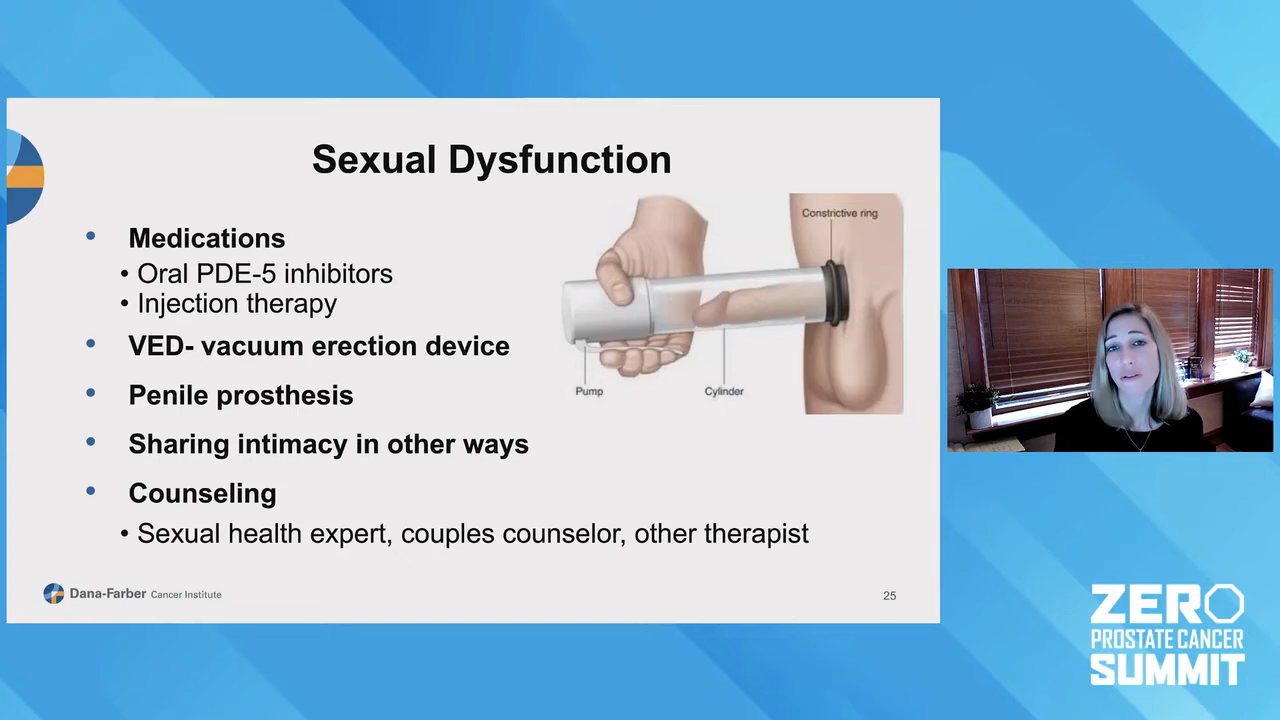 Sexual Dysfunction
• Medications
• Oral PDE-5 inhibitors
• Injection therapy
• VED- vacuum erection device
• Penile prosthesis
• Sharing intimacy in other ways
• Counseling
• Sexual health expert, couples counselor, other therapist
Constrictive ring
Pump
Cylinder
Dana-Farber Cancer Institute
25
ZERO
PROSTATE CANCER
SUMMIT